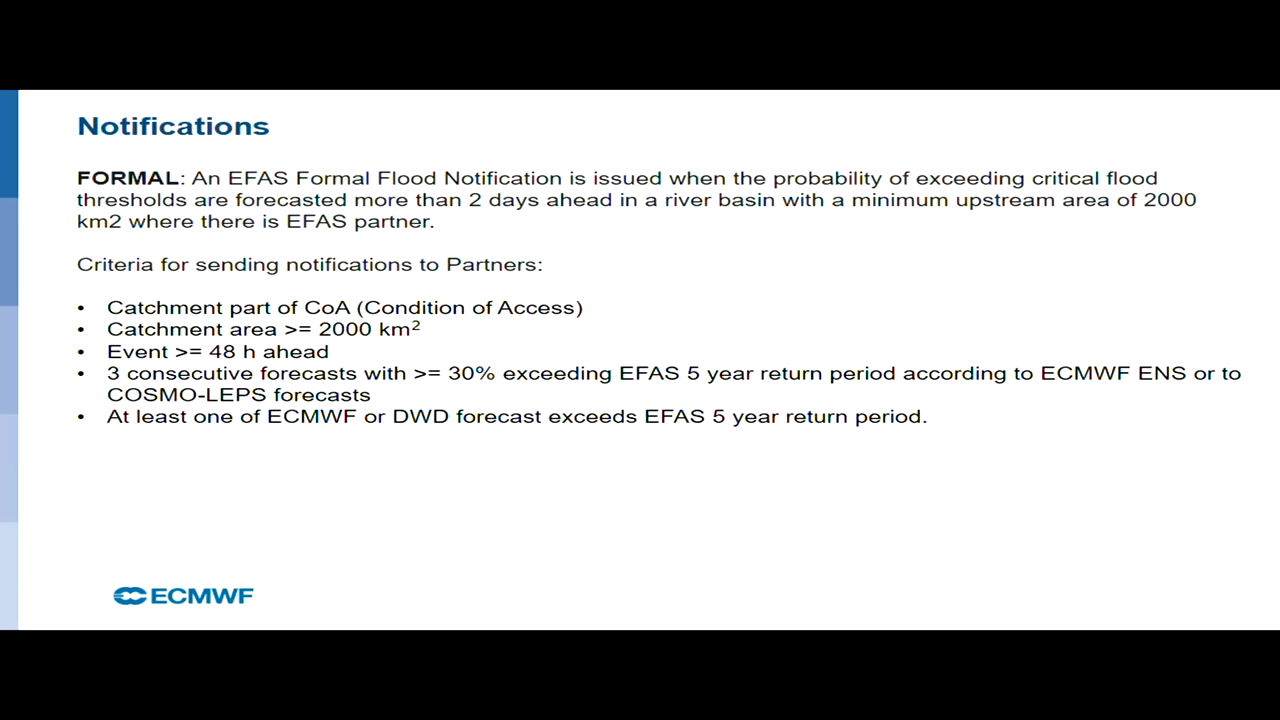 Notifications
FORMAL: An EFAS Formal Flood Notification is issued when the probability of exceeding critical flood
thresholds are forecasted more than 2 days ahead in a river basin with a minimum upstream area of 2000
km2 where there is EFAS partner.
Criteria for sending notifications to Partners:
• Catchment part of CoA (Condition of Access)
• Catchment area >= 2000 km²
• Event >= 48 h ahead
• 3 consecutive forecasts with >= 30% exceeding EFAS 5 year return period according to ECMWF ENS or to
COSMO-LEPS forecasts
• At least one of ECMWF or DWD forecast exceeds EFAS 5 year return period.
ECMWF